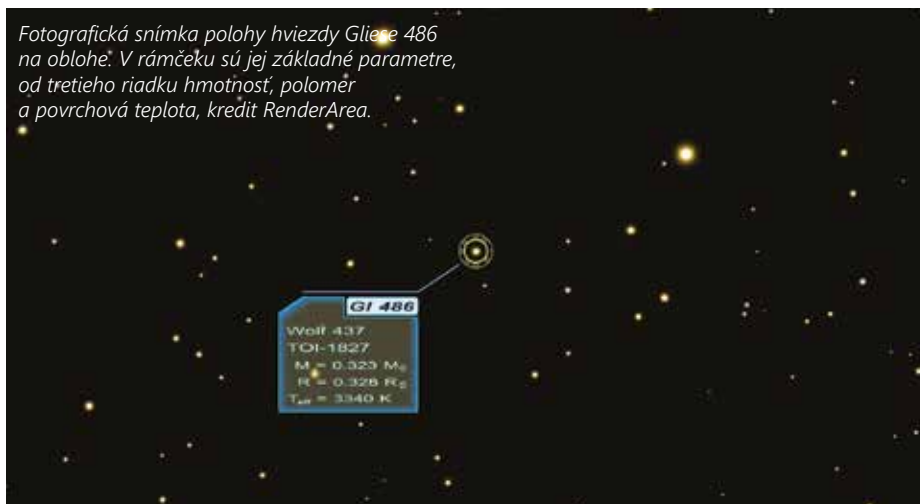 Fotografická snímka polohy hviezdy Gliese 486
na oblohe. V rámčeku sú jej základné parametre,
od tretieho riadku hmotnosť, polomer
a povrchová teplota, kredit RenderArea.
Gl 486
Wolf 437
TOI-1827
M = 0.323 M
R = 0.328 R
Teff = 3340 K